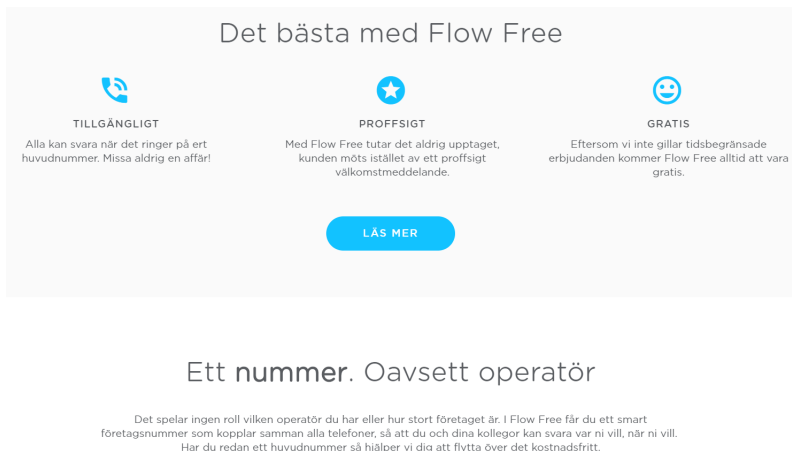 Det bästa med Flow Free
TILLGÄNGLIGT
Alla kan svara när det ringer på ert
huvudnummer. Missa aldrig en affär!
PROFFSIGT
Med Flow Free tutar det aldrig upptaget,
kunden möts istället av ett proffsigt
välkomstmeddelande.
GRATIS
Eftersom vi inte gillar tidsbegränsade
erbjudanden kommer Flow Free alltid att vara
gratis.
LÄS MER
Ett nummer. Oavsett operatör
Det spelar ingen roll vilken operatör du har eller hur stort företaget är. I Flow Free får du ett smart
företagsnummer som kopplar samman alla telefoner, så att du och dina kollegor kan svara var ni vill, när ni vill.
Har du redan ett huvudnummer så hjälper vi dig att flytta över det kostnadsfritt.